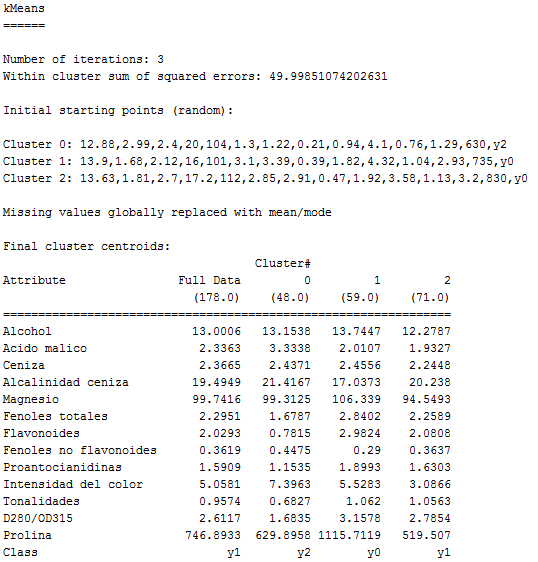 kMeans
======
Number of iterations: 3
Within cluster sum of squared errors: 49.99851074202631
Initial starting points (random):
Cluster 0: 12.88,2.99,2.4,20,104,1.3,1.22,0.21,0.94,4.1,0.76,1.29,630,y2
Cluster 1: 13.9,1.68,2.12,16,101,3.1,3.39,0.39,1.82,4.32,1.04,2.93,735,y0
Cluster 2: 13.63,1.81,2.7,17.2,112,2.85,2.91,0.47,1.92,3.58,1.13,3.2,830,y0
Missing values globally replaced with mean/mode
Final cluster centroids:
Cluster#
Attribute Full Data 0 1 2
(178.0) (48.0) (59.0) (71.0)
================================================================
Alcohol 13.0006 13.1538 13.7447 12.2787
Acido malico 2.3363 3.3338 2.0107 1.9327
Ceniza 2.3665 2.4371 2.4556 2.2448
Alcalinidad ceniza 19.4949 21.4167 17.0373 20.238
Magnesio 99.7416 99.3125 106.339 94.5493
Fenoles totales 2.2951 1.6787 2.8402 2.2589
Flavonoides 2.0293 0.7815 2.9824 2.0808
Fenoles no flavonoides 0.3619 0.4475 0.29 0.3637
Proantocianidinas 1.5909 1.1535 1.8993 1.6303
Intensidad del color 5.0581 7.3963 5.5283 3.0866
Tonalidades 0.9574 0.6827 1.062 1.0563
D280/OD315 2.6117 1.6835 3.1578 2.7854
Prolina 746.8933 629.8958 1115.7119 519.507
Class y1 y2 y0 y1